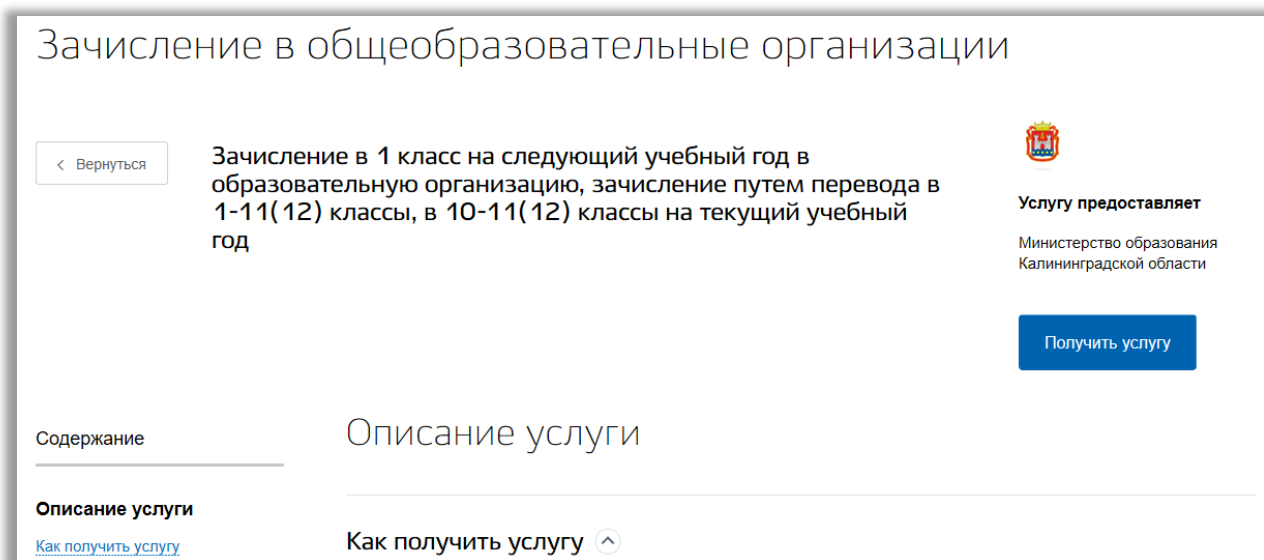 Зачисление в общеобразовательные организации
< Вернуться
Зачисление в 1 класс на следующий учебный год в
образовательную организацию, зачисление путем перевода в
1-11(12) классы, в 10-11(12) классы на текущий учебный
год
Услугу предоставляет
Министерство образования
Калининградской области
Получить услугу
Содержание
Описание услуги
Описание услуги
Как получить услугу
Как получить услугу